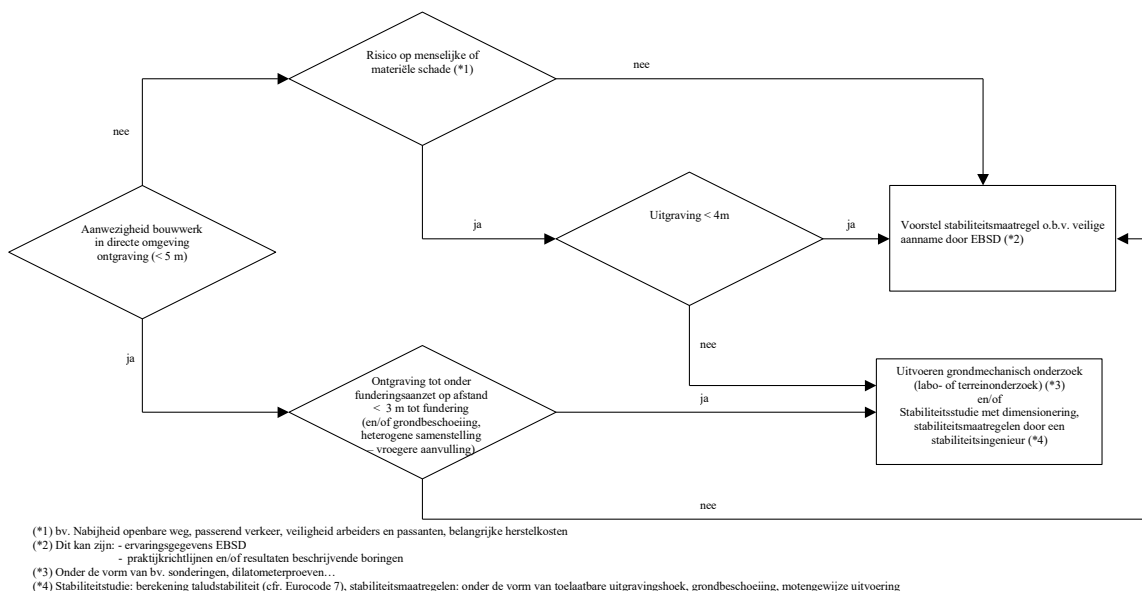 Risico op menselijke of
materiële schade (*1)
nee
nee
Aanwezigheid bouwwerk
in directe omgeving
ontgraving (< 5 m)
ja
Uitgraving < 4m
ja
Voorstel stabiliteitsmaatregel o.b.v. veilige
aanname door EBSD (*2)
ja
nee
Ontgraving tot onder
funderingsaanzet op afstand
< 3 m tot fundering
(en/of grondbeschoeiing,
heterogene samenstelling
– vroegere aanvulling)
ja
Uitvoeren grondmechanisch onderzoek
(labo- of terreinonderzoek) (*3)
en/of
Stabiliteitsstudie met dimensionering,
stabiliteitsmaatregelen door een
stabiliteitsingenieur (*4)
nee
(*1) bv. Nabijheid openbare weg, passerend verkeer, veiligheid arbeiders en passanten, belangrijke herstelkosten
(*2) Dit kan zijn: - ervaringsgegevens EBSD
- praktijkrichtlijnen en/of resultaten beschrijvende boringen
(*3) Onder de vorm van bv. sonderingen, dilatometerproeven…
(*4) Stabiliteitstudie: berekening taludstabiliteit (cfr. Eurocode 7), stabiliteitsmaatregelen: onder de vorm van toelaatbare uitgravingshoek, grondbeschoeiing, motengewijze uitvoering